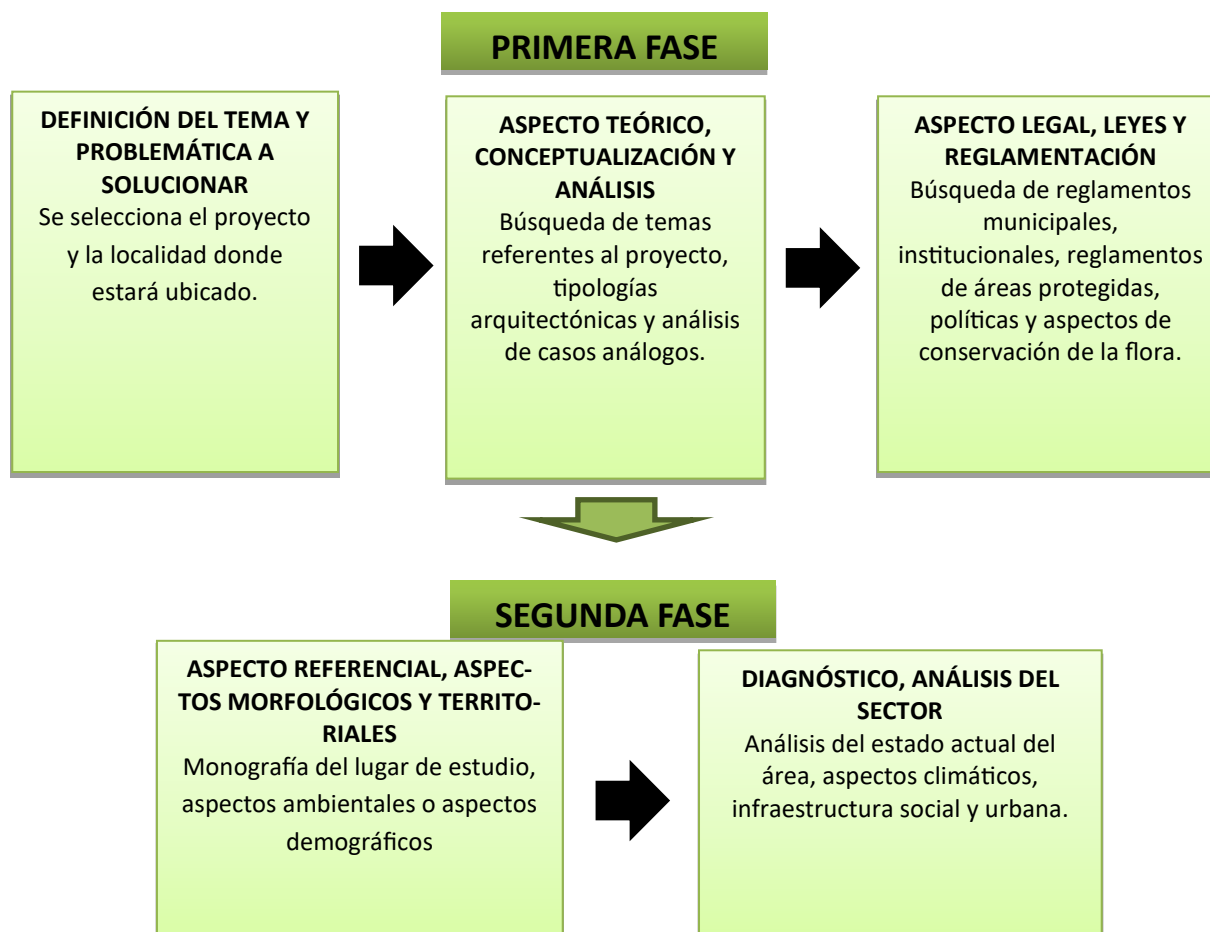 PRIMERA FASE
DEFINICIÓN DEL TEMA Y
PROBLEMÁTICA A
SOLUCIONAR
Se selecciona el proyecto
y la localidad donde
estará ubicado.
ASPECTO TEÓRICO,
CONCEPTUALIZACIÓN Y
ANÁLISIS
Búsqueda de temas
referentes al proyecto,
tipologías
arquitectónicas y análisis
de casos análogos.
ASPECTO LEGAL, LEYES Y
REGLAMENTACIÓN
Búsqueda de reglamentos
municipales,
institucionales, reglamentos
de áreas protegidas,
políticas y aspectos de
conservación de la flora.
SEGUNDA FASE
ASPECTO REFERENCIAL, ASPEC-
TOS MORFOLÓGICOS Y TERRITO-
RIALES
Monografía del lugar de estudio,
aspectos ambientales o aspectos
demográficos
DIAGNÓSTICO, ANÁLISIS DEL
SECTOR
Análisis del estado actual del
área, aspectos climáticos,
infraestructura social y urbana.